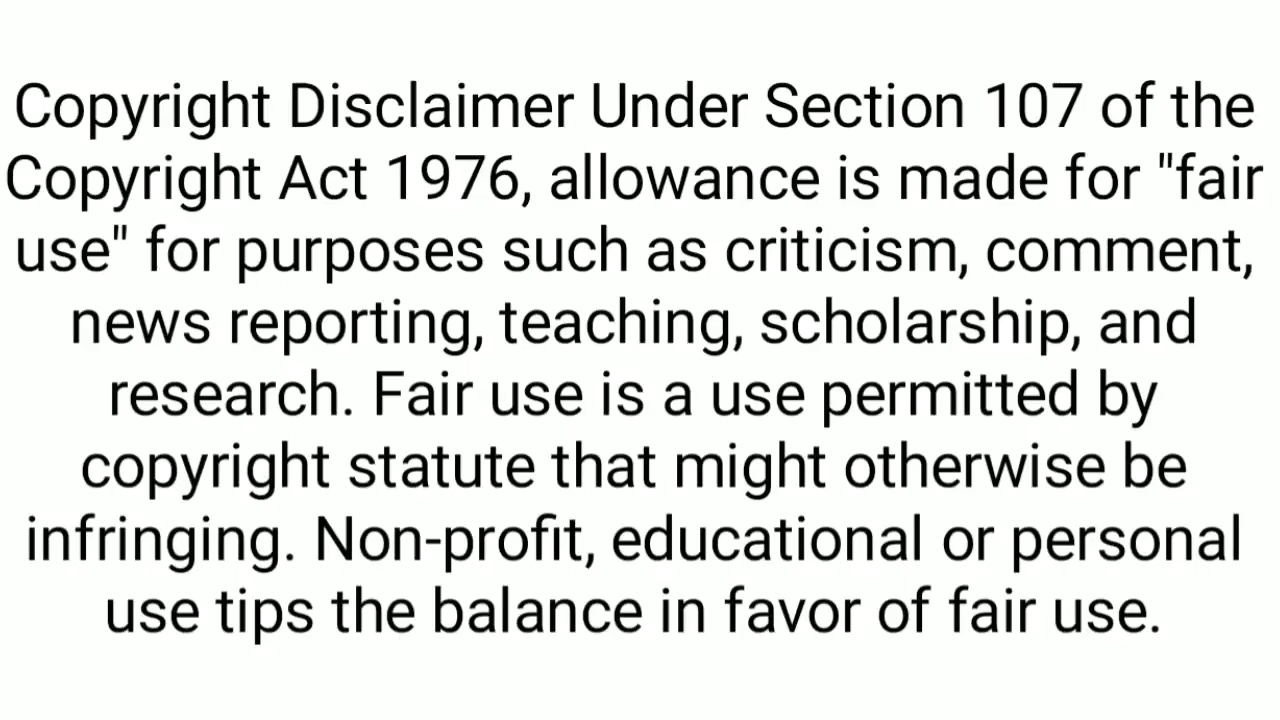 Copyright Disclaimer Under Section 107 of the
Copyright Act 1976, allowance is made for "fair
use" for purposes such as criticism, comment,
news reporting, teaching, scholarship, and
research. Fair use is a use permitted by
copyright statute that might otherwise be
infringing. Non-profit, educational or personal
use tips the balance in favor of fair use.